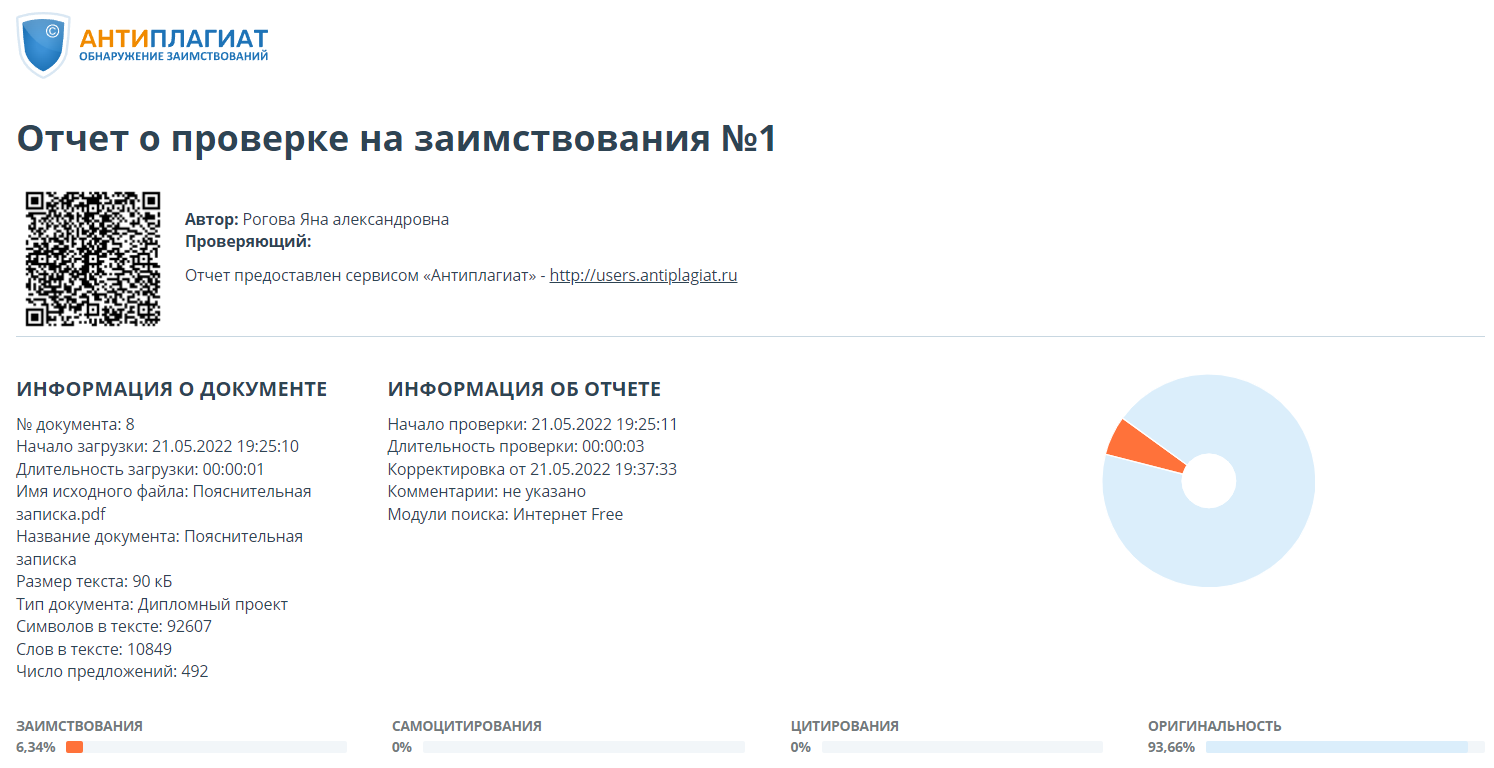 ©
АНТИПЛАГИАТ
ОБНАРУЖЕНИЕ ЗАИМСТВОВАНИЙ
Отчет о проверке на заимствования №1
Автор: Рогова Яна александровна
Проверяющий:
Отчет предоставлен сервисом «Антиплагиат» - http://users.antiplagiat.ru
ИНФОРМАЦИЯ О ДОКУМЕНТЕ
№ документа: 8
Начало загрузки: 21.05.2022 19:25:10
Длительность загрузки: 00:00:01
Имя исходного файла: Пояснительная
записка.pdf
Название документа: Пояснительная
записка
Размер текста: 90 кБ
Тип документа: Дипломный проект
Символов в тексте: 92607
Слов в тексте: 10849
Число предложений: 492
ИНФОРМАЦИЯ ОБ ОТЧЕТЕ
Начало проверки: 21.05.2022 19:25:11
Длительность проверки: 00:00:03
Корректировка от 21.05.2022 19:37:33
Комментарии: не указано
Модули поиска: Интернет Free
ЗАИМСТВОВАНИЯ
6,34%
САМОЦИТИРОВАНИЯ
0%
ЦИТИРОВАНИЯ
0%
ОРИГИНАЛЬНОСТЬ
93,66%